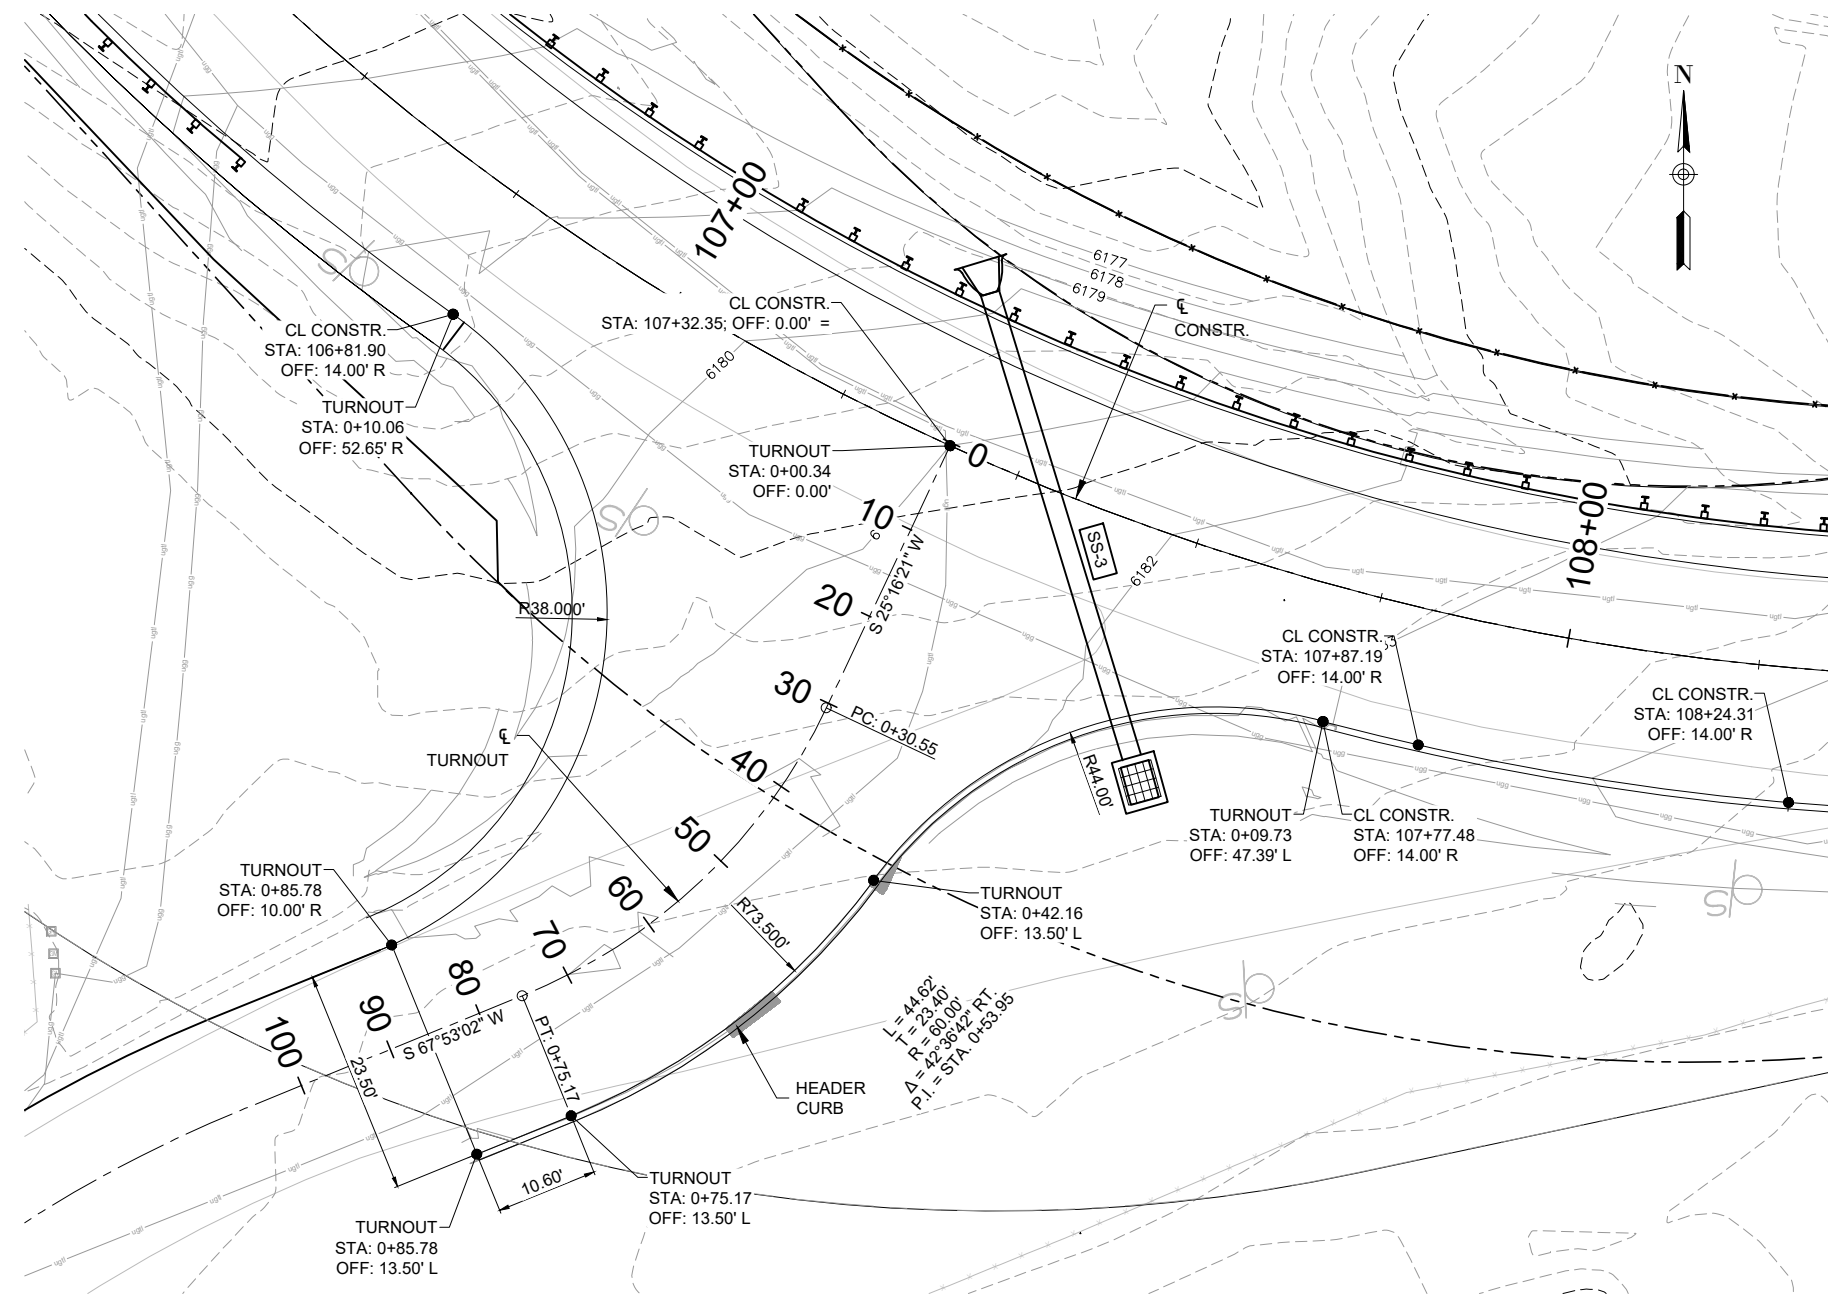 N
107+00
6177
6178
6179
CL CONSTR.
STA: 107+32.35; OFF: 0.00' =
℄
CONSTR.
CL CONSTR.
STA: 106+81.90
OFF: 14.00' R
6180
TURNOUT
STA: 0+10.06
OFF: 52.65' R
TURNOUT
STA: 0+00.34
OFF: 0.00'
0
10
108+00
SS-3
6182
S 25°16'21" W
20
R38.000'
CL CONSTR.
STA: 107+87.19
OFF: 14.00' R
30
CL CONSTR.
STA: 108+24.31
OFF: 14.00' R
PC: 0+30.55
℄
TURNOUT
40
R44.00'
TURNOUT
STA: 0+09.73
OFF: 47.39' L
CL CONSTR.
STA: 107+77.48
OFF: 14.00' R
50
TURNOUT
STA: 0+85.78
OFF: 10.00' R
60
R73.500'
TURNOUT
STA: 0+42.16
OFF: 13.50' L
70
80
90
100
S 67°53'02" W
23.50'
PT: 0+75.17
L = 44.62'
T = 23.40'
R = 60.00'
Δ = 42°36'42" RT.
P.I. = STA. 0+53.95
HEADER
CURB
10.60'
TURNOUT
STA: 0+75.17
OFF: 13.50' L
TURNOUT
STA: 0+85.78
OFF: 13.50' L